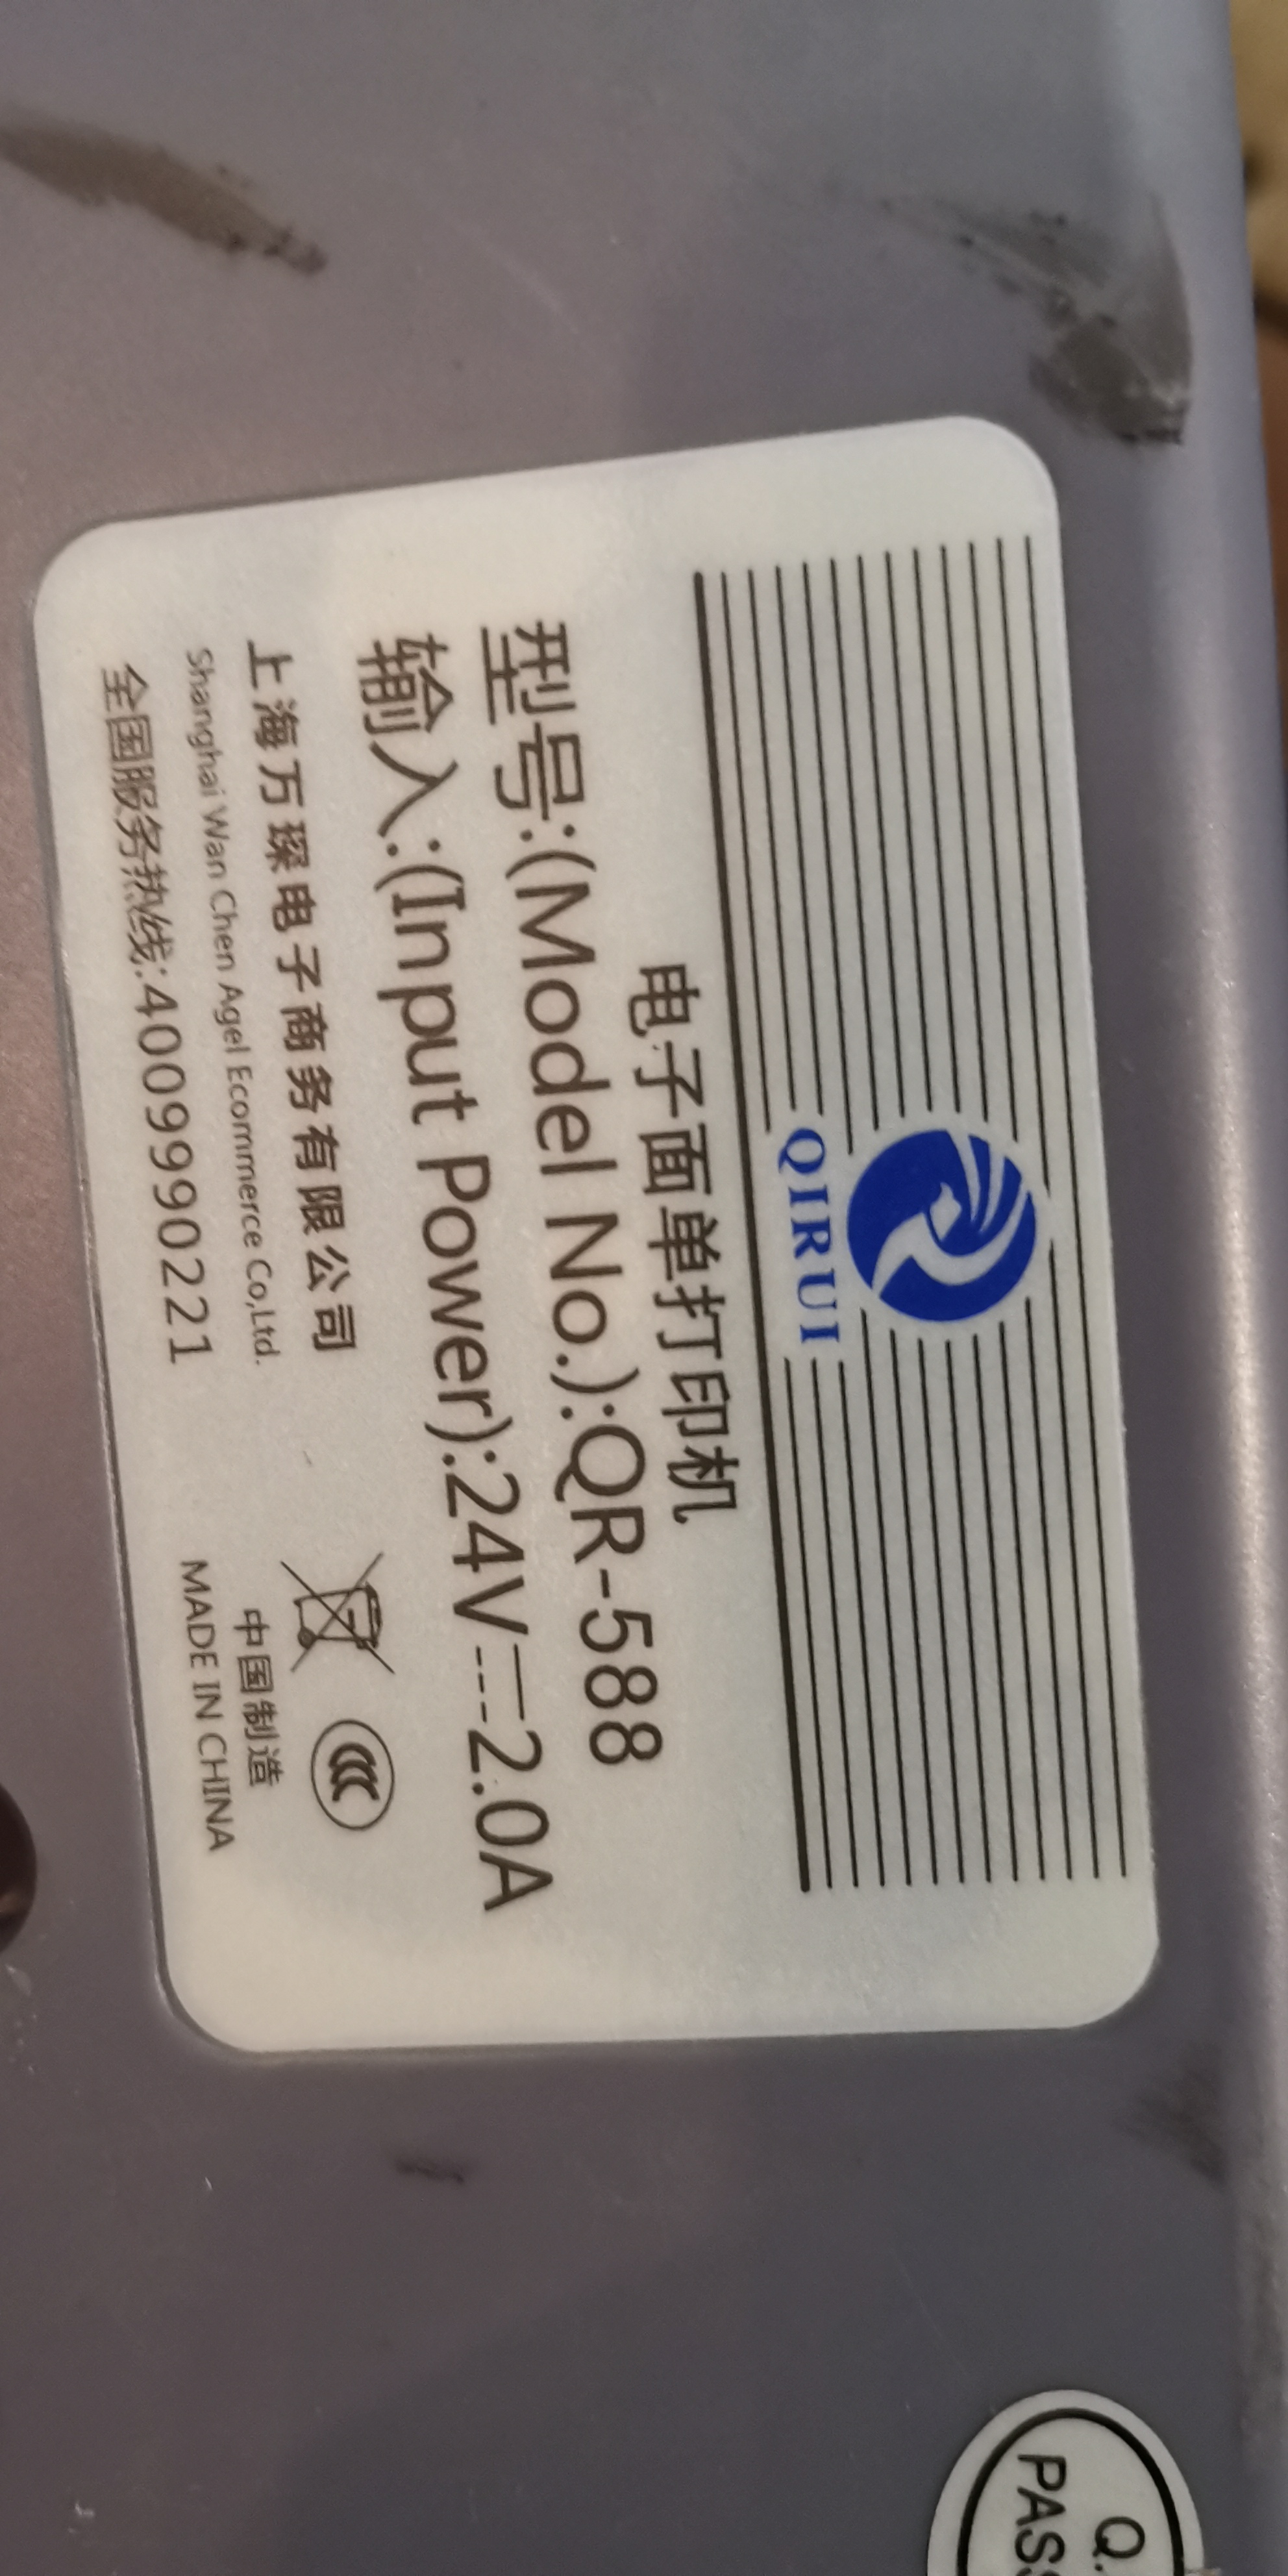 QIRUI
电子面单打印机
型号:(Model No.):QR-588
输入:(Input Power):24V⎓2.0A
上海万琛电子商务有限公司
Shanghai Wan Chen Agel Ecommerce Co,Ltd.
全国服务热线:4009990221
中国制造
MADE IN CHINA
Q.
PASS